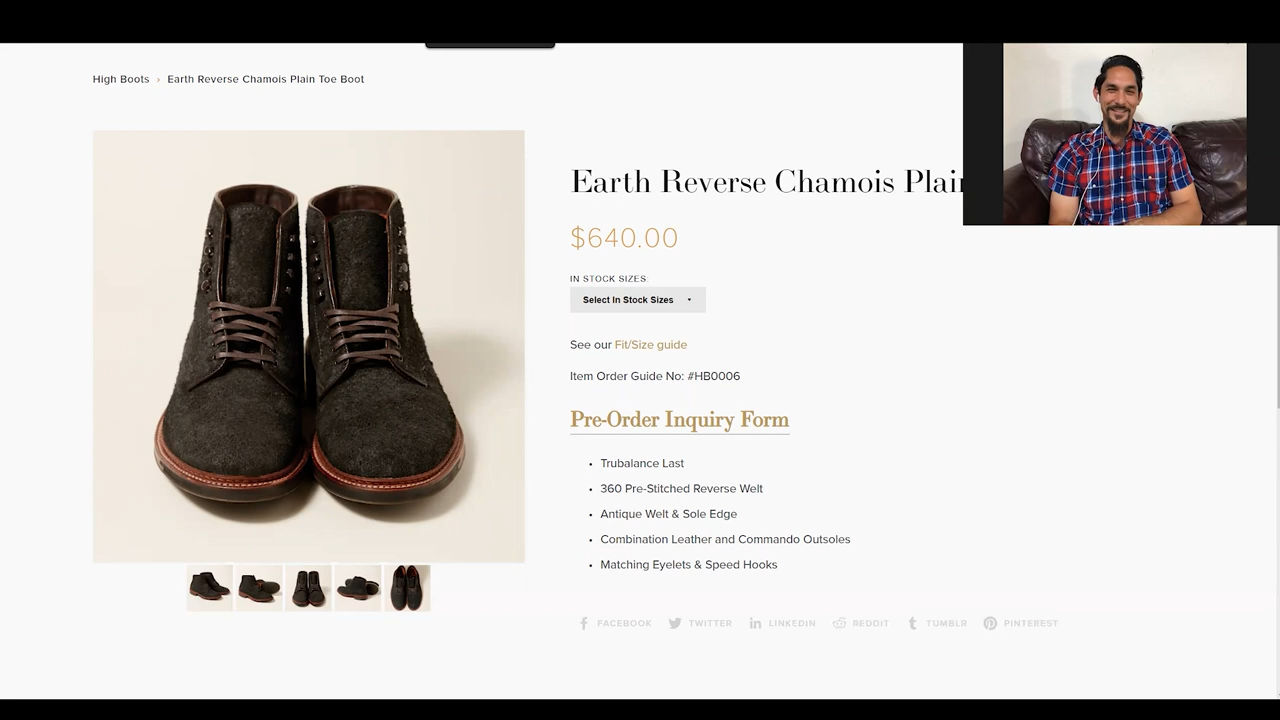 High Boots › Earth Reverse Chamois Plain Toe Boot
Earth Reverse Chamois Plain
$640.00
IN STOCK SIZES:
Select In Stock Sizes
See our Fit/Size guide
Item Order Guide No: #HB0006
Pre-Order Inquiry Form
• Trubalance Last
• 360 Pre-Stitched Reverse Welt
• Antique Welt & Sole Edge
• Combination Leather and Commando Outsoles
• Matching Eyelets & Speed Hooks
FACEBOOK TWITTER LINKEDIN REDDIT TUMBLR PINTEREST